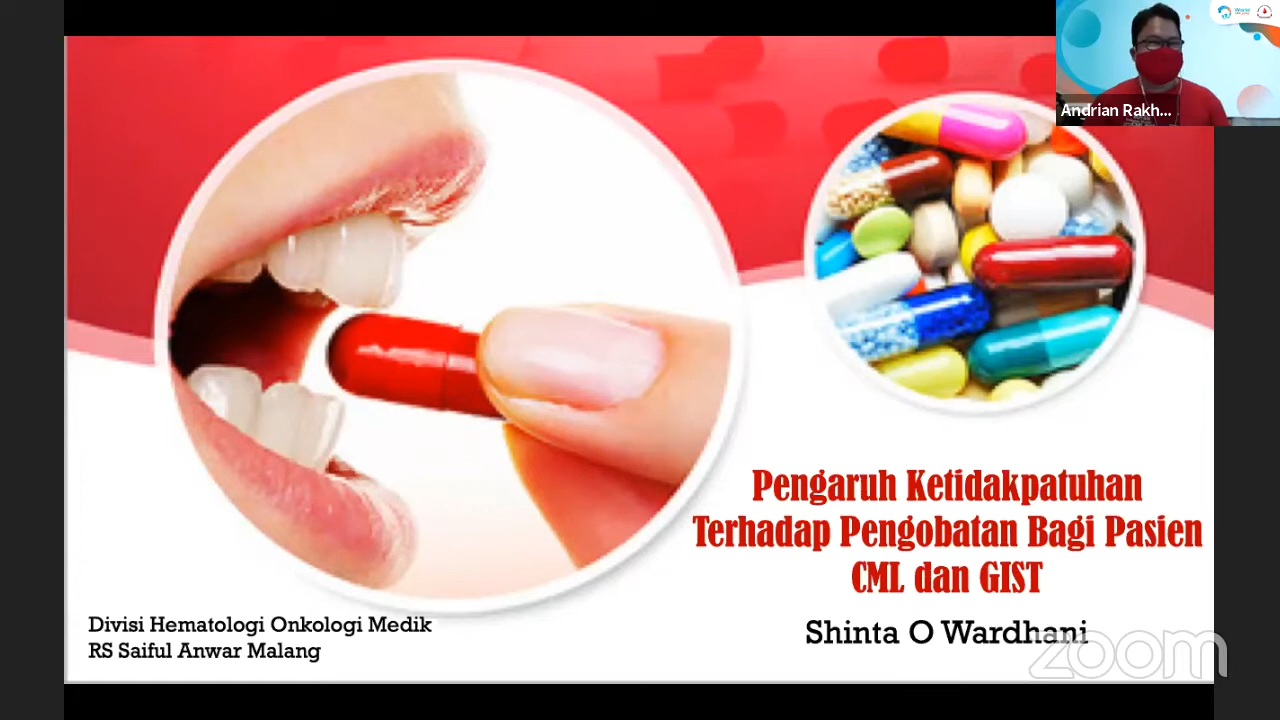 Andrian Rakh...
Pengaruh Ketidakpatuhan
Terhadap Pengobatan Bagi Pasien
CML dan GIST
Shinta O Wardhani
Divisi Hematologi Onkologi Medik
RS Saiful Anwar Malang
zoom